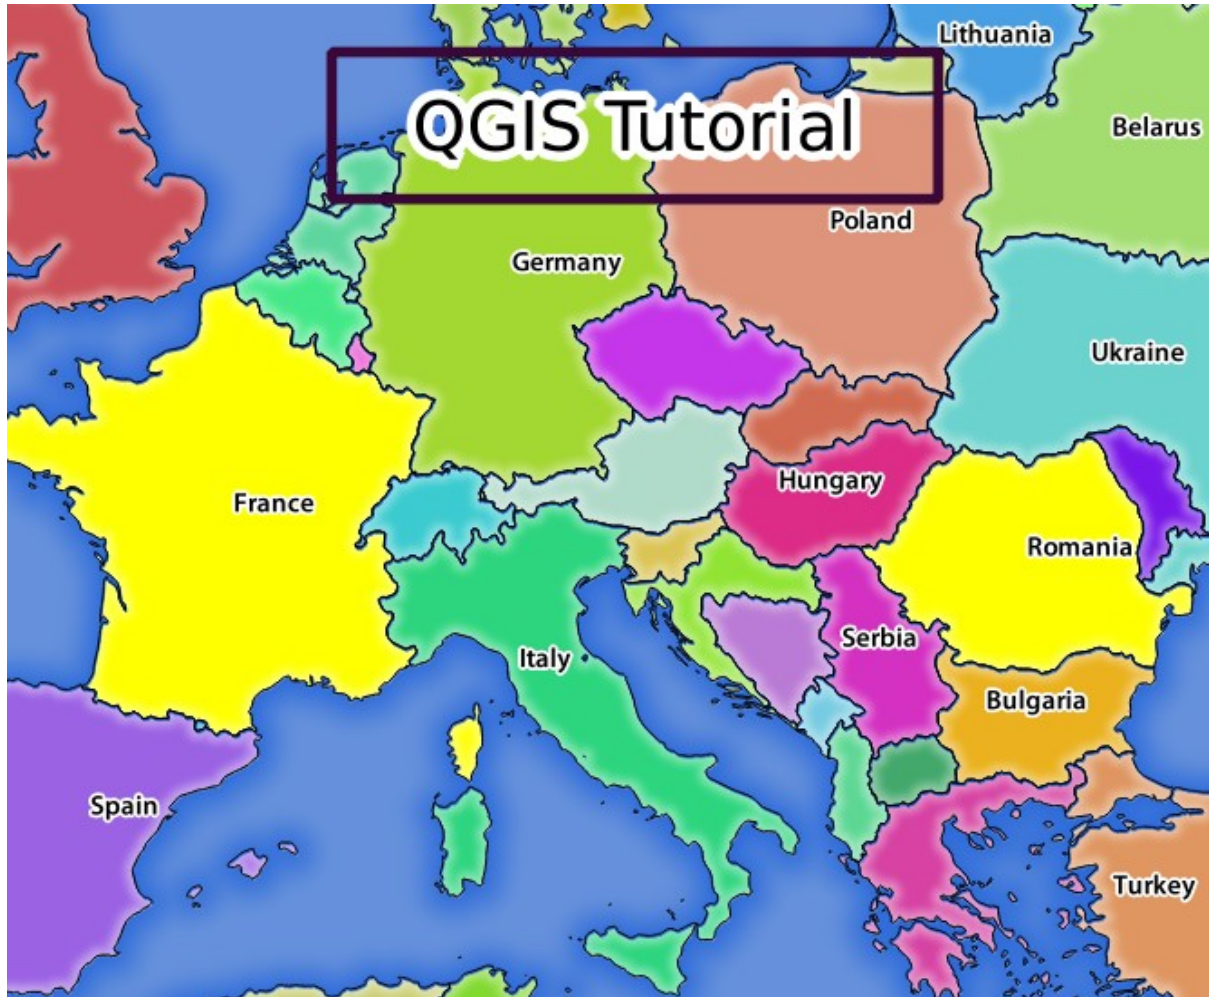 Lithuania
QGIS Tutorial
Belarus
Poland
Germany
Ukraine
Hungary
France
Romania
Serbia
Italy
Bulgaria
Spain
Turkey